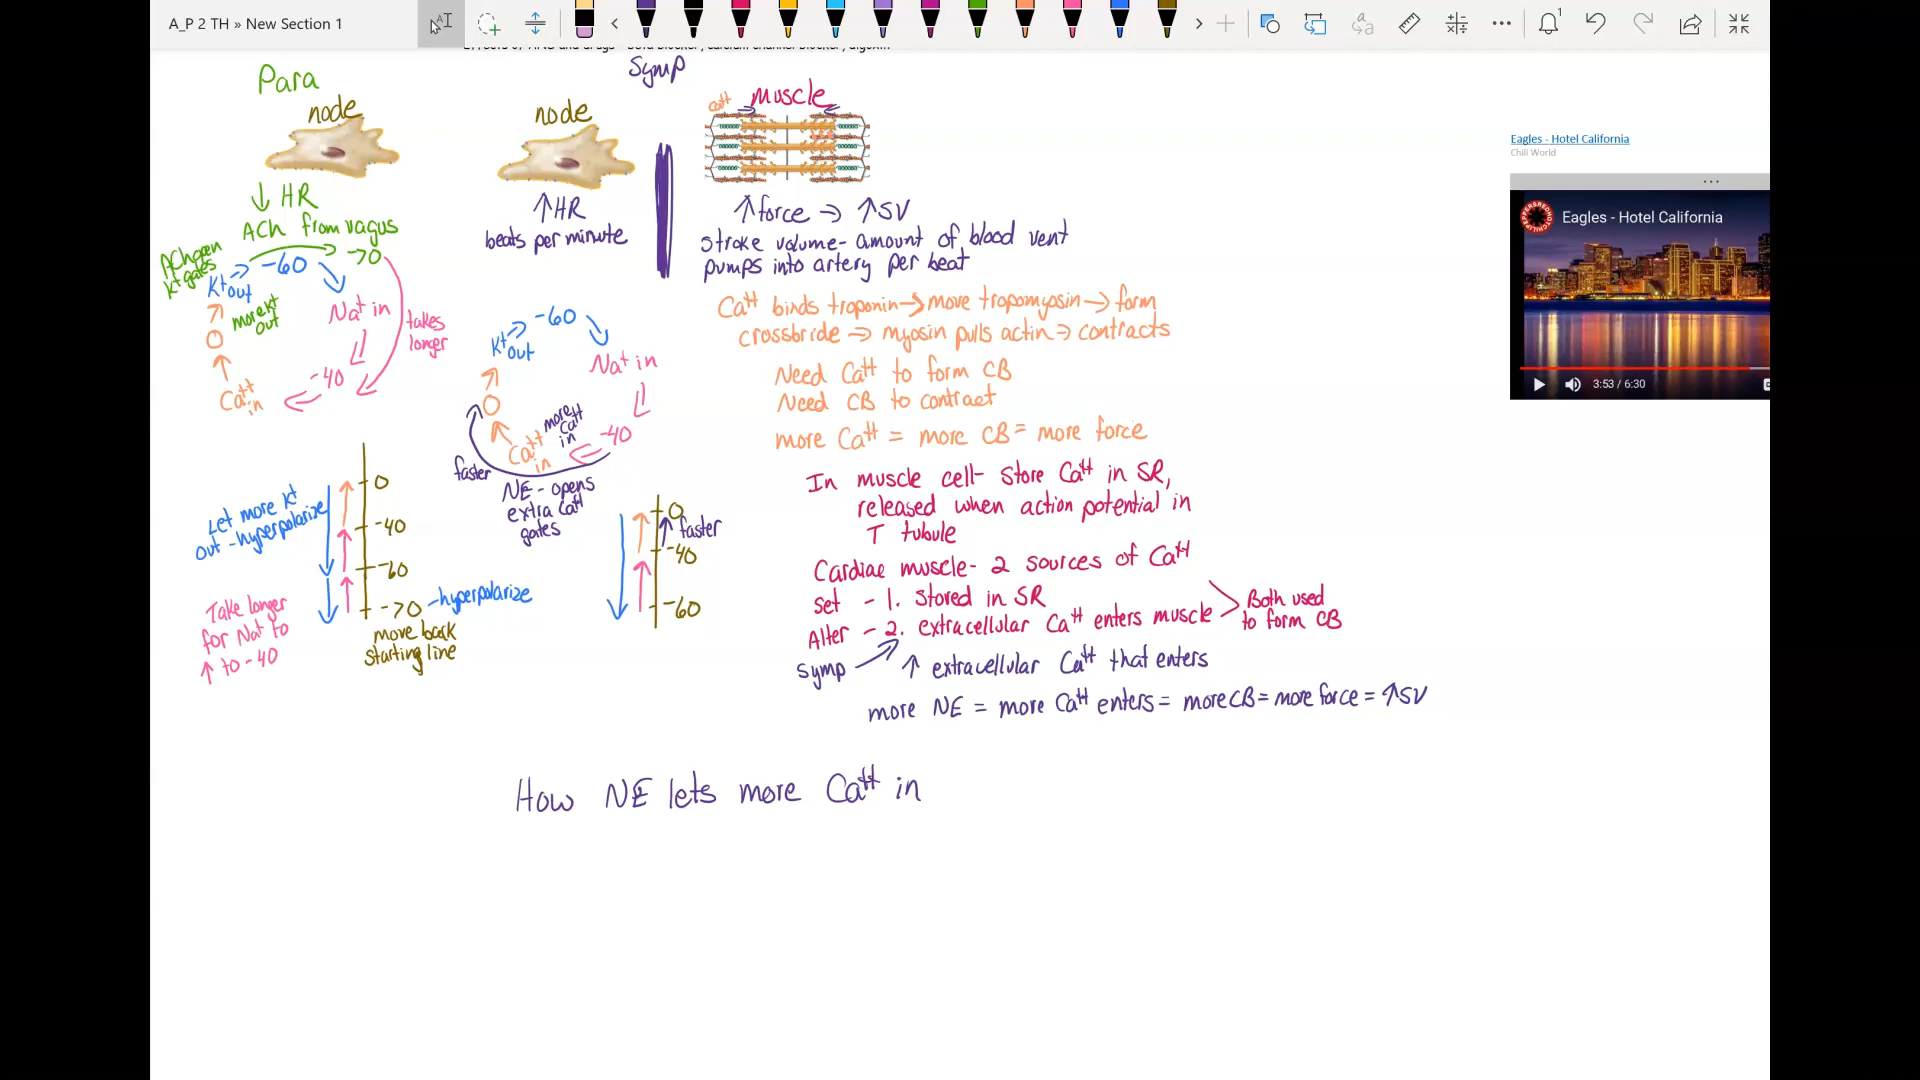 A_P 2 TH » New Section 1
Para
node
↓ HR
ACh from vagus
ACh open
K+ gates
K+ out → -60 → -70
more K+
out
Na+ in
takes
longer
-40
Ca++
in
0
Let more K+
out - hyperpolarize
0
-40
-60
-70 - hyperpolarize
Take longer
for Na+ to
↑ to -40
move back
starting line
Symp
node
↑HR
beats per minute
K+ out → -60
Na+ in
-40
more
Ca++
in
Ca++
in
0
faster
NE - opens
extra Ca++
gates
0
↑ faster
-40
-60
Ca++
muscle
↑force → ↑SV
stroke volume - amount of blood vent
pumps into artery per beat
Ca++ binds troponin → move tropomyosin → form
crossbride → myosin pulls actin → contracts
Need Ca++ to form CB
Need CB to contract
more Ca++ = more CB = more force
In muscle cell - store Ca++ in SR,
released when action potential in
T tubule
Cardiac muscle - 2 sources of Ca++
set - 1. stored in SR
Alter - 2. extracellular Ca++ enters muscle
Both used
to form CB
symp
↑ extracellular Ca++ that enters
more NE = more Ca++ enters = more CB = more force = ↑SV
How NE lets more Ca++ in
Eagles - Hotel California
Chili World
Eagles - Hotel California
3:53 / 6:30